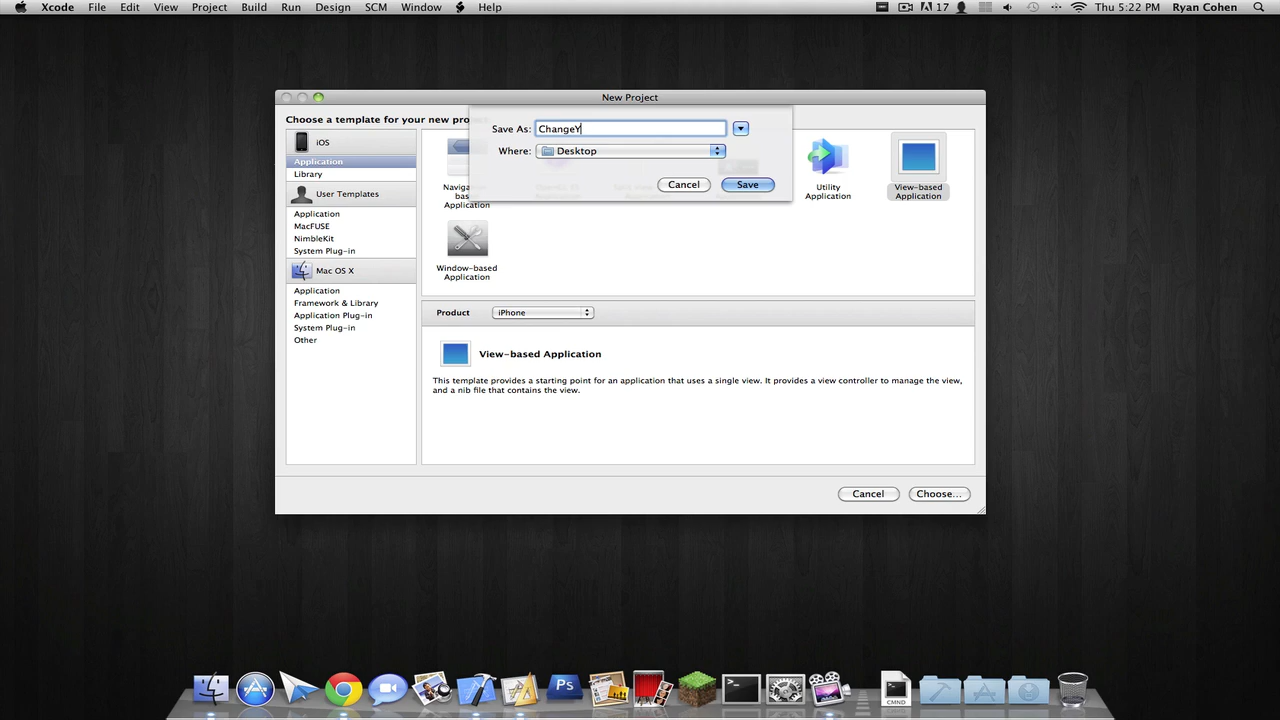 Xcode File Edit View Project Build Run Design SCM Window Help 17 Thu 5:22 PM Ryan Cohen
New Project
Choose a template for your new pro
Save As: ChangeY
Where: Desktop
Cancel Save
iOS
Application
Library
User Templates
Application
MacFUSE
NimbleKit
System Plug-in
Mac OS X
Application
Framework & Library
Application Plug-in
System Plug-in
Other
Naviga
based
Application
Utility
Application
View-based
Application
Window-based
Application
Product iPhone
View-based Application
This template provides a starting point for an application that uses a single view. It provides a view controller to manage the view,
and a nib file that contains the view.
Cancel Choose...
Ps
CMND